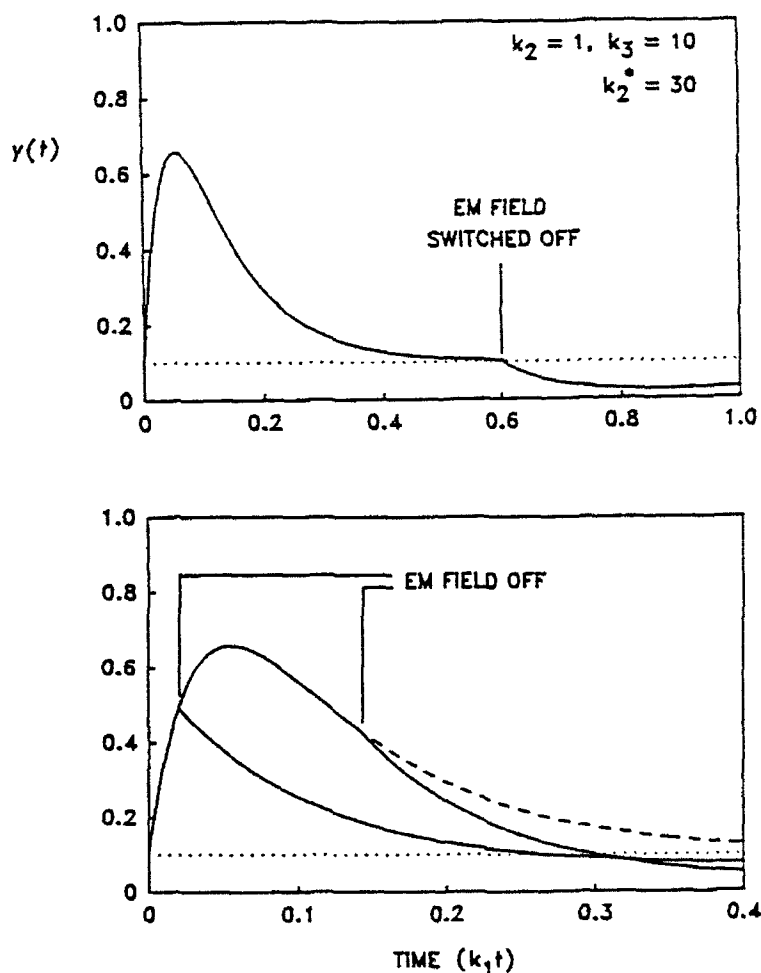 1.0
k₂ = 1, k₃ = 10
k₂* = 30
0.8
y(t)
0.6
EM FIELD
SWITCHED OFF
0.4
0.2
0
0 0.2 0.4 0.6 0.8 1.0
1.0
EM FIELD OFF
0.8
0.6
0.4
0.2
0
0 0.1 0.2 0.3 0.4
TIME (k₁t)